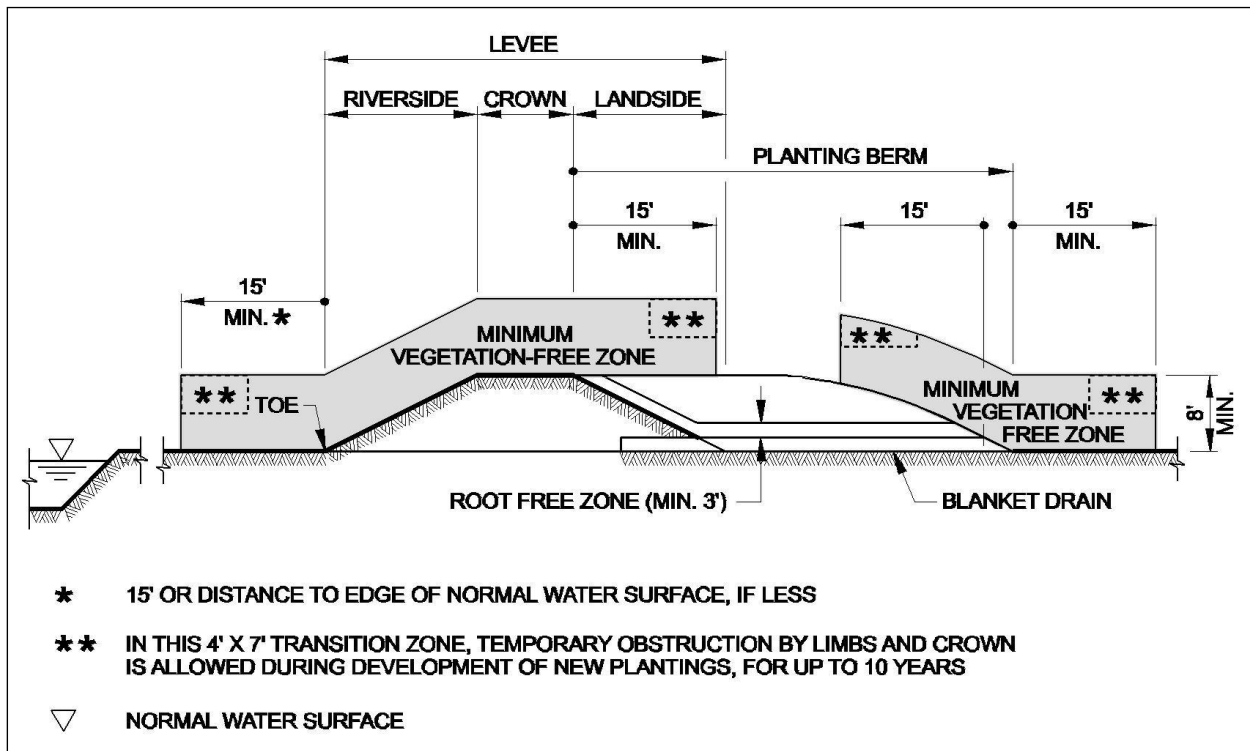 LEVEE
RIVERSIDE CROWN LANDSIDE
PLANTING BERM
15'
MIN.
15'
15'
MIN.
15'
MIN. *
MINIMUM
VEGETATION-FREE ZONE
**
**
**
TOE
MINIMUM
VEGETATION
FREE ZONE
**
8'
MIN.
ROOT FREE ZONE (MIN. 3')
BLANKET DRAIN
* 15' OR DISTANCE TO EDGE OF NORMAL WATER SURFACE, IF LESS
** IN THIS 4' X 7' TRANSITION ZONE, TEMPORARY OBSTRUCTION BY LIMBS AND CROWN
IS ALLOWED DURING DEVELOPMENT OF NEW PLANTINGS, FOR UP TO 10 YEARS
NORMAL WATER SURFACE